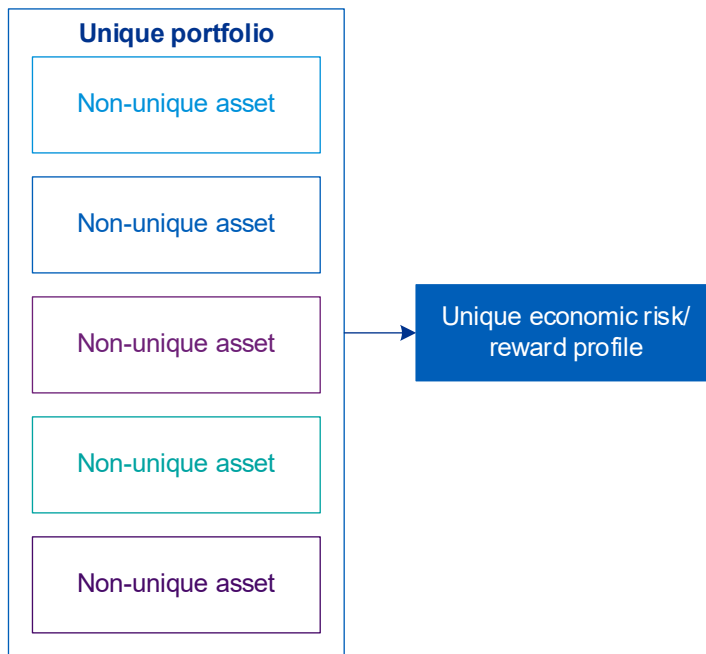 Unique portfolio
Non-unique asset
Non-unique asset
Non-unique asset
Non-unique asset
Non-unique asset
Unique economic risk/
reward profile